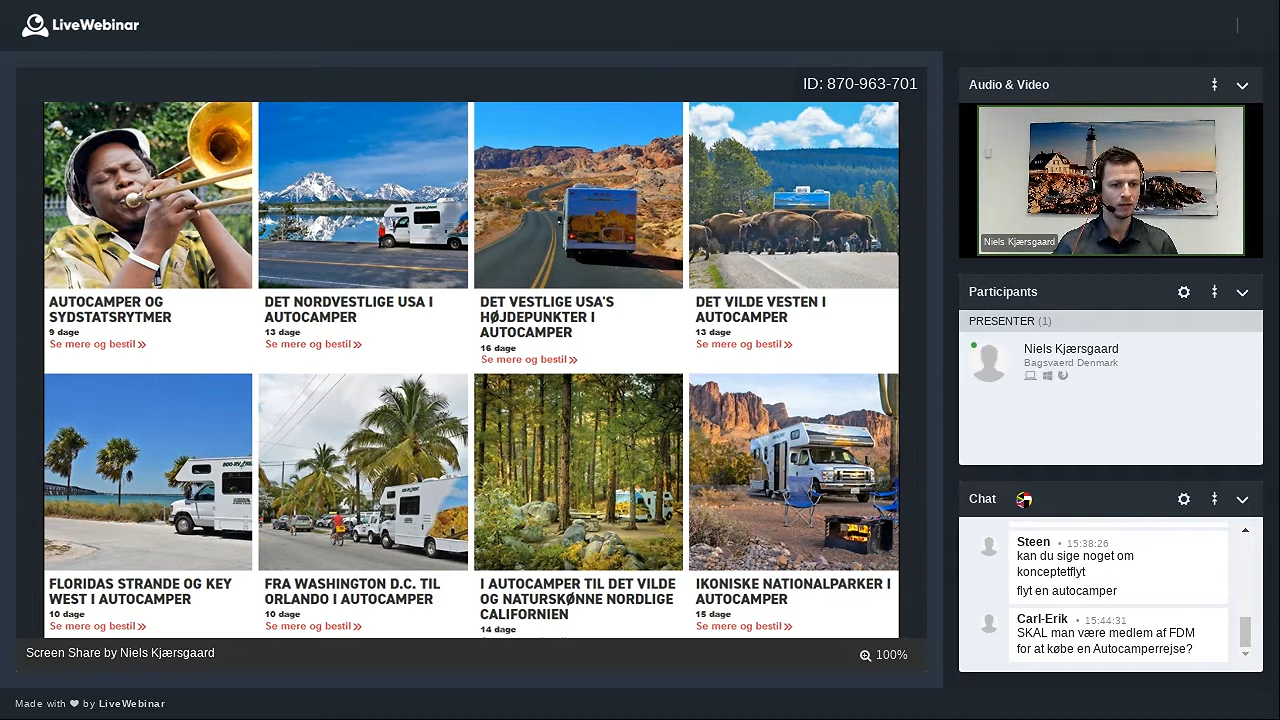 LiveWebinar
ID: 870-963-701
AUTOCAMPER OG
SYDSTATSRYTMER
9 dage
Se mere og bestil »
DET NORDVESTLIGE USA I
AUTOCAMPER
13 dage
Se mere og bestil »
DET VESTLIGE USA'S
HØJDEPUNKTER I
AUTOCAMPER
16 dage
Se mere og bestil »
DET VILDE VESTEN I
AUTOCAMPER
13 dage
Se mere og bestil »
FLORIDAS STRANDE OG KEY
WEST I AUTOCAMPER
10 dage
Se mere og bestil »
FRA WASHINGTON D.C. TIL
ORLANDO I AUTOCAMPER
10 dage
Se mere og bestil »
I AUTOCAMPER TIL DET VILDE
OG NATURSKØNNE NORDLIGE
CALIFORNIEN
14 dage
IKONISKE NATIONALPARKER I
AUTOCAMPER
15 dage
Se mere og bestil »
Screen Share by Niels Kjærsgaard
100%
Audio & Video
Niels Kjærsgaard
Participants
PRESENTER (1)
Niels Kjærsgaard
Bagsvaerd Denmark
Chat
Steen • 15:38:26
kan du sige noget om
konceptetflyt
flyt en autocamper
Carl-Erik • 15:44:31
SKAL man være medlem af FDM
for at købe en Autocamperrejse?
Made with ❤ by LiveWebinar